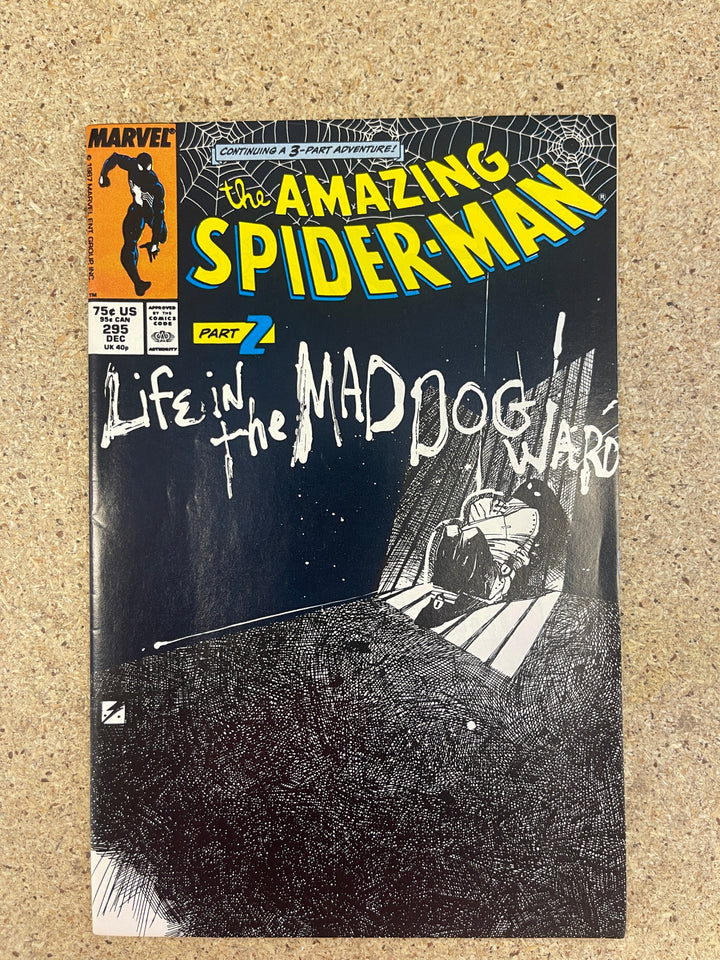 MARVEL®
© 1987 MARVEL ENT. GROUP, INC.
TM
CONTINUING A 3-PART ADVENTURE!
the AMAZING
SPIDER-MAN®
75¢ US
95¢ CAN
295
DEC
UK 40p
APPROVED
BY THE
COMICS
CODE
AUTHORITY
PART 2
LIFE IN
the MAD DOG
WARD!